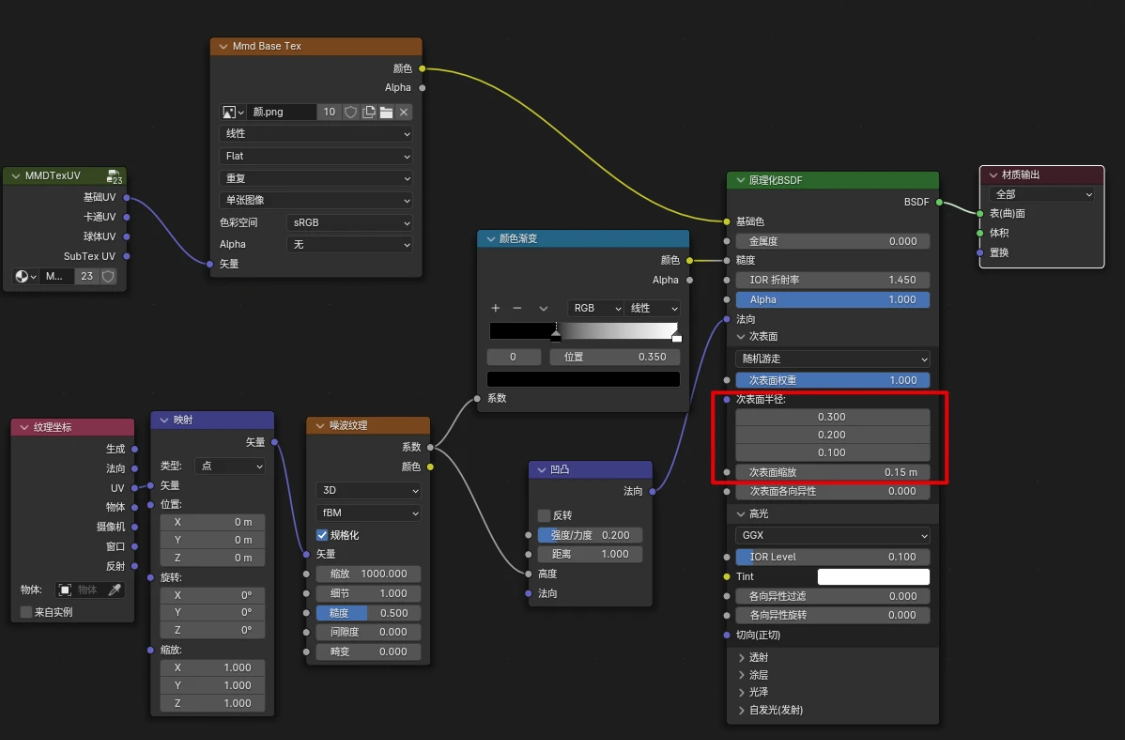 Mmd Base Tex
颜色
Alpha
颜.png 10
线性
Flat
重复
单张图像
色彩空间 sRGB
Alpha 无
矢量
MMDTexUV 23
基础UV
卡通UV
球体UV
SubTex UV
M... 23
颜色渐变
颜色
Alpha
RGB 线性
0 位置 0.350
系数
原理化BSDF
BSDF
基础色
金属度 0.000
糙度
IOR 折射率 1.450
Alpha 1.000
法向
次表面
随机游走
次表面权重 1.000
次表面半径:
0.300
0.200
0.100
次表面缩放 0.15 m
次表面各向异性 0.000
高光
GGX
IOR Level 0.100
Tint
各向异性过滤 0.000
各向异性旋转 0.000
切向(正切)
透射
涂层
光泽
自发光(发射)
材质输出
全部
表(曲)面
体积
置换
纹理坐标
生成
法向
UV
物体
摄像机
窗口
反射
物体: 物体
来自实例
映射
矢量
类型: 点
矢量
位置:
X 0 m
Y 0 m
Z 0 m
旋转:
X 0°
Y 0°
Z 0°
缩放:
X 1.000
Y 1.000
Z 1.000
噪波纹理
系数
颜色
3D
fBM
规格化
矢量
缩放 1000.000
细节 1.000
糙度 0.500
间隙度 0.000
畸变 0.000
凹凸
法向
反转
强度/力度 0.200
距离 1.000
高度
法向